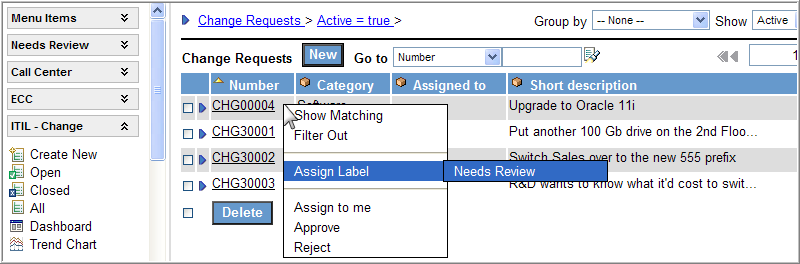 Menu Items
Needs Review
Call Center
ECC
ITIL - Change
Create New
Open
Closed
All
Dashboard
Trend Chart
Change Requests > Active = true >
Group by -- None -- Show Active
Change Requests New Go to Number 1
Number Category Assigned to Short description
CHG00004 Software Upgrade to Oracle 11i
CHG30001 Put another 100 Gb drive on the 2nd Floo...
CHG30002 Switch Sales over to the new 555 prefix
CHG30003 R&D wants to know what it'd cost to swit...
Delete
Show Matching
Filter Out
Assign Label
Needs Review
Assign to me
Approve
Reject